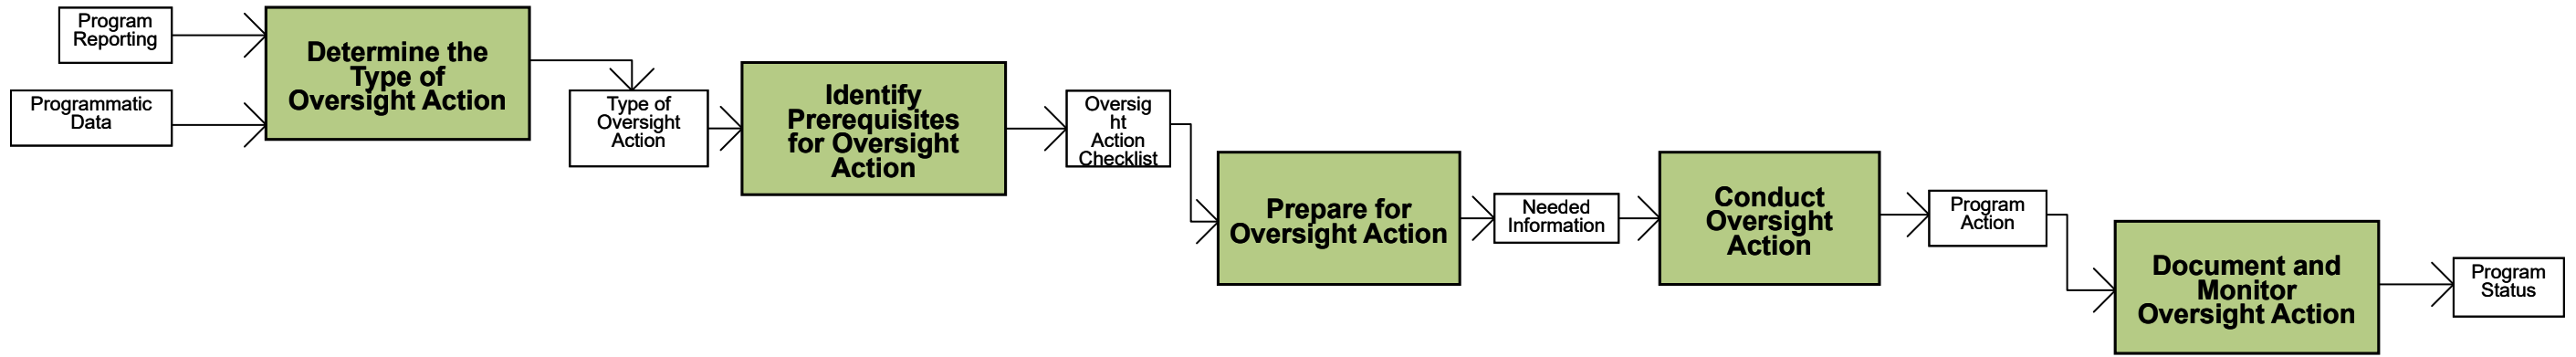 Program
Reporting
Programmatic
Data
Determine the
Type of
Oversight Action
Type of
Oversight
Action
Identify
Prerequisites
for Oversight
Action
Oversig
ht
Action
Checklist
Prepare for
Oversight Action
Needed
Information
Conduct
Oversight
Action
Program
Action
Document and
Monitor
Oversight Action
Program
Status